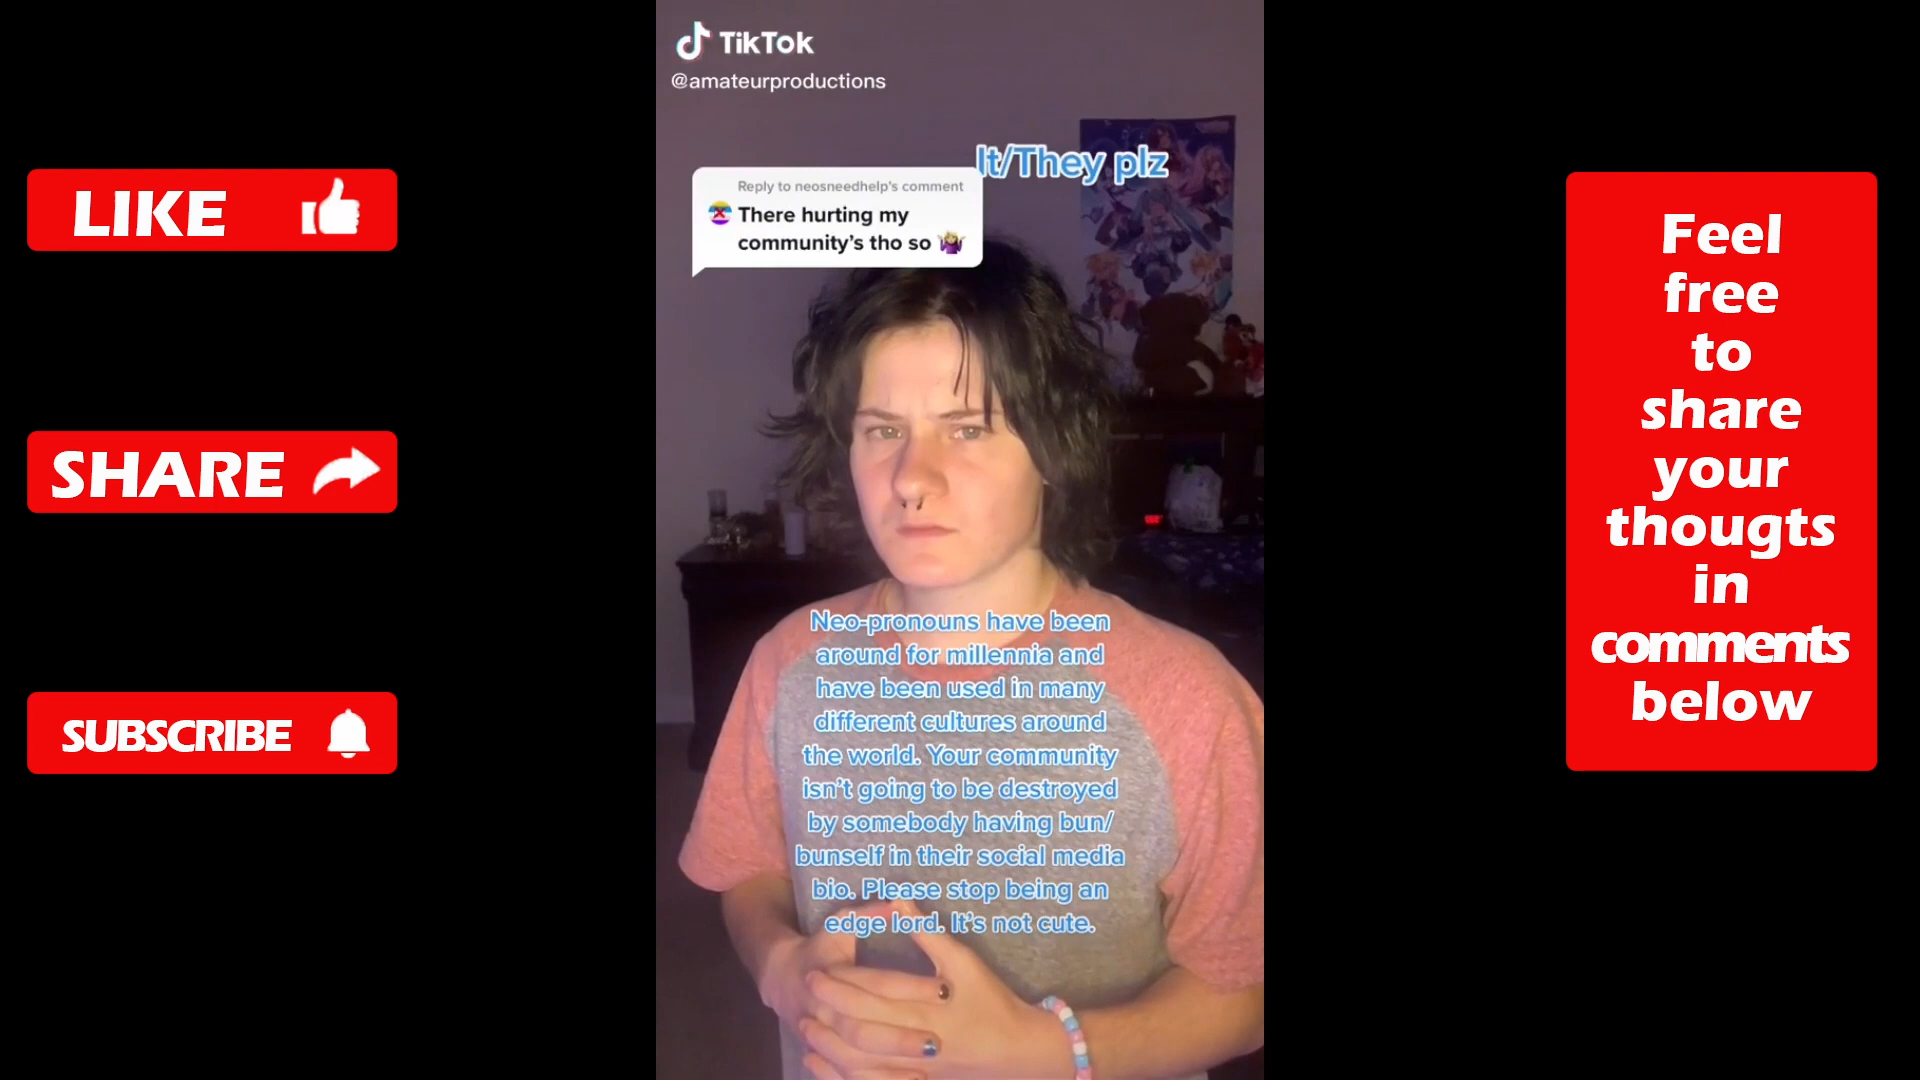 LIKE
SHARE
SUBSCRIBE
TikTok
@amateurproductions
It/They plz
Reply to neosneedhelp's comment
There hurting my
community's tho so 🤷‍♀️
Neo-pronouns have been
around for millennia and
have been used in many
different cultures around
the world. Your community
isn't going to be destroyed
by somebody having bun/
bunself in their social media
bio. Please stop being an
edge lord. It's not cute.
Feel
free
to
share
your
thougts
in
comments
below